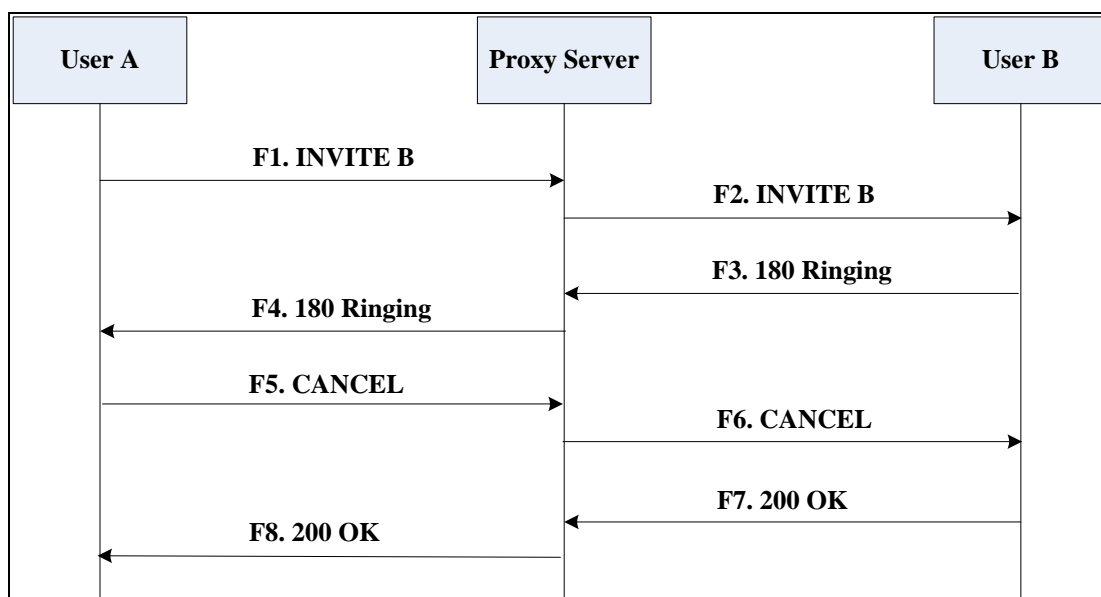 User A
Proxy Server
User B
F1. INVITE B
F2. INVITE B
F3. 180 Ringing
F4. 180 Ringing
F5. CANCEL
F6. CANCEL
F7. 200 OK
F8. 200 OK